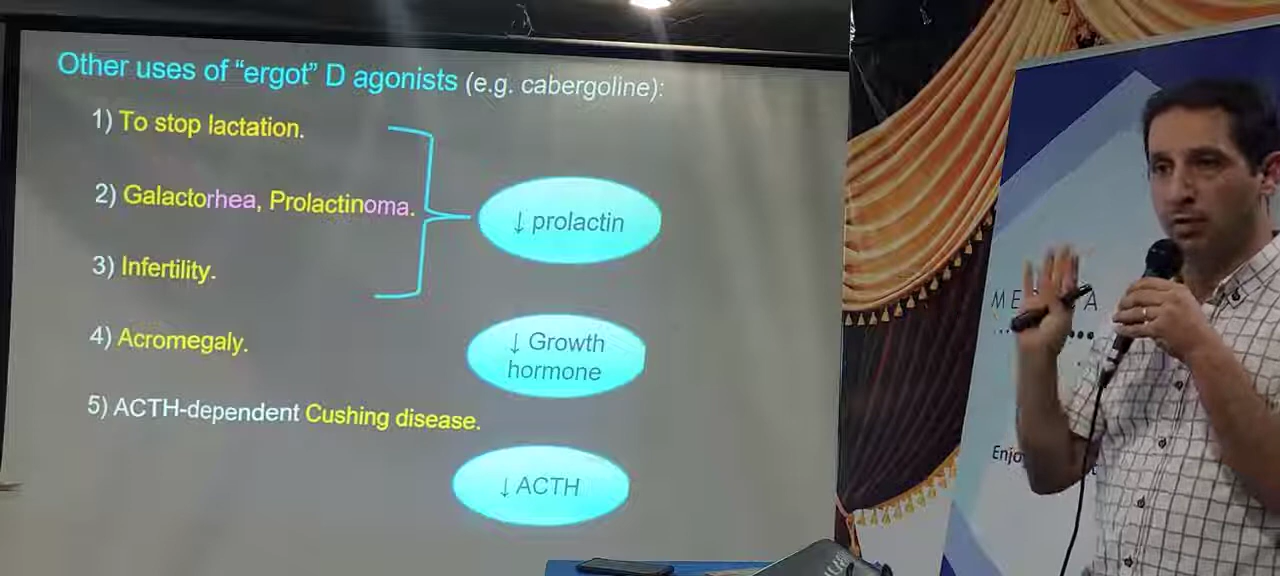 Other uses of “ergot” D agonists (e.g. cabergoline):
1) To stop lactation.
2) Galactorhea, Prolactinoma.
3) Infertility.
↓ prolactin
4) Acromegaly.
↓ Growth
hormone
5) ACTH-dependent Cushing disease.
↓ ACTH